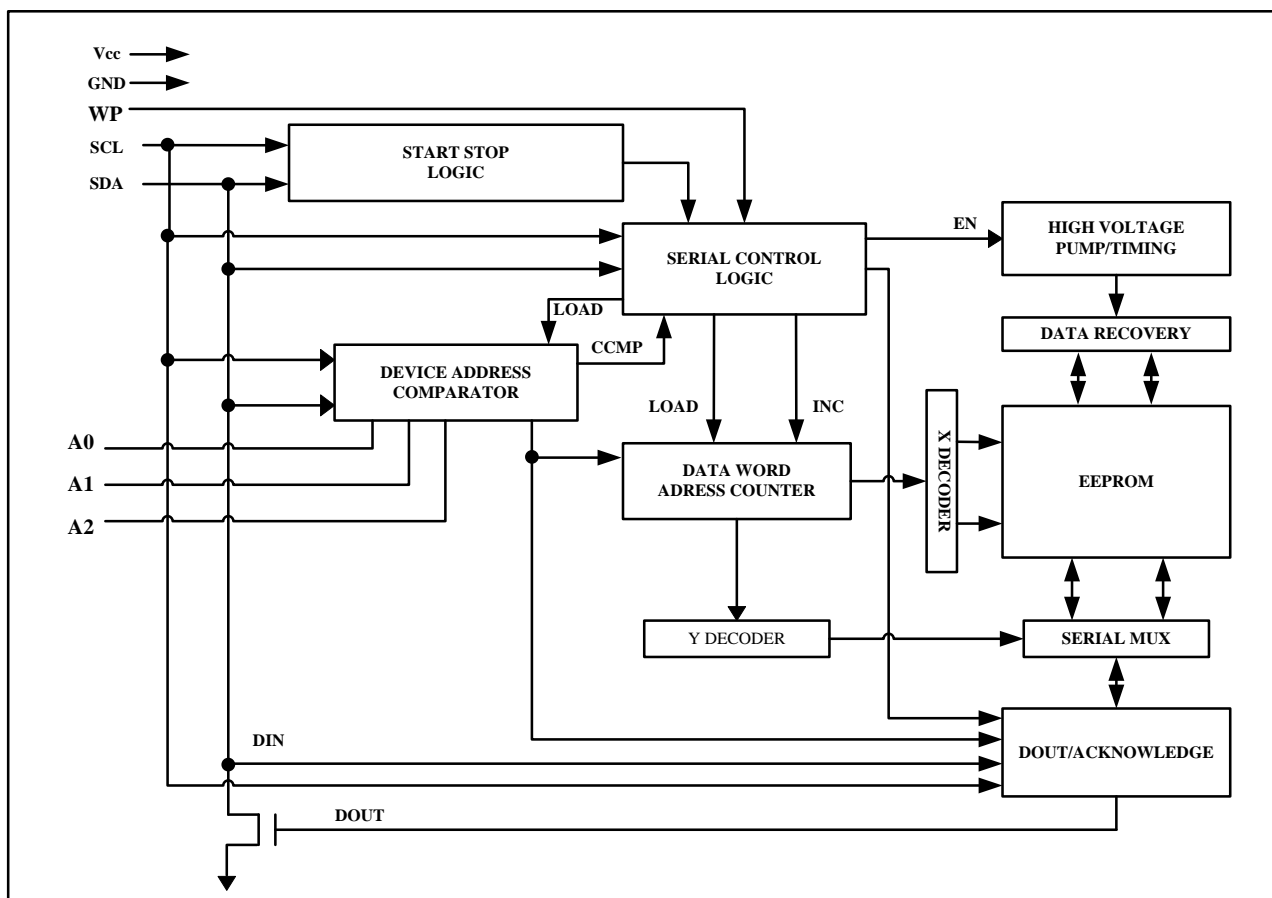 Vcc
GND
WP
SCL
SDA
START STOP
LOGIC
EN
HIGH VOLTAGE
PUMP/TIMING
SERIAL CONTROL
LOGIC
LOAD
CCMP
DATA RECOVERY
DEVICE ADDRESS
COMPARATOR
LOAD
INC
A0
A1
A2
DATA WORD
ADRESS COUNTER
X DECODER
EEPROM
Y DECODER
SERIAL MUX
DIN
DOUT/ACKNOWLEDGE
DOUT